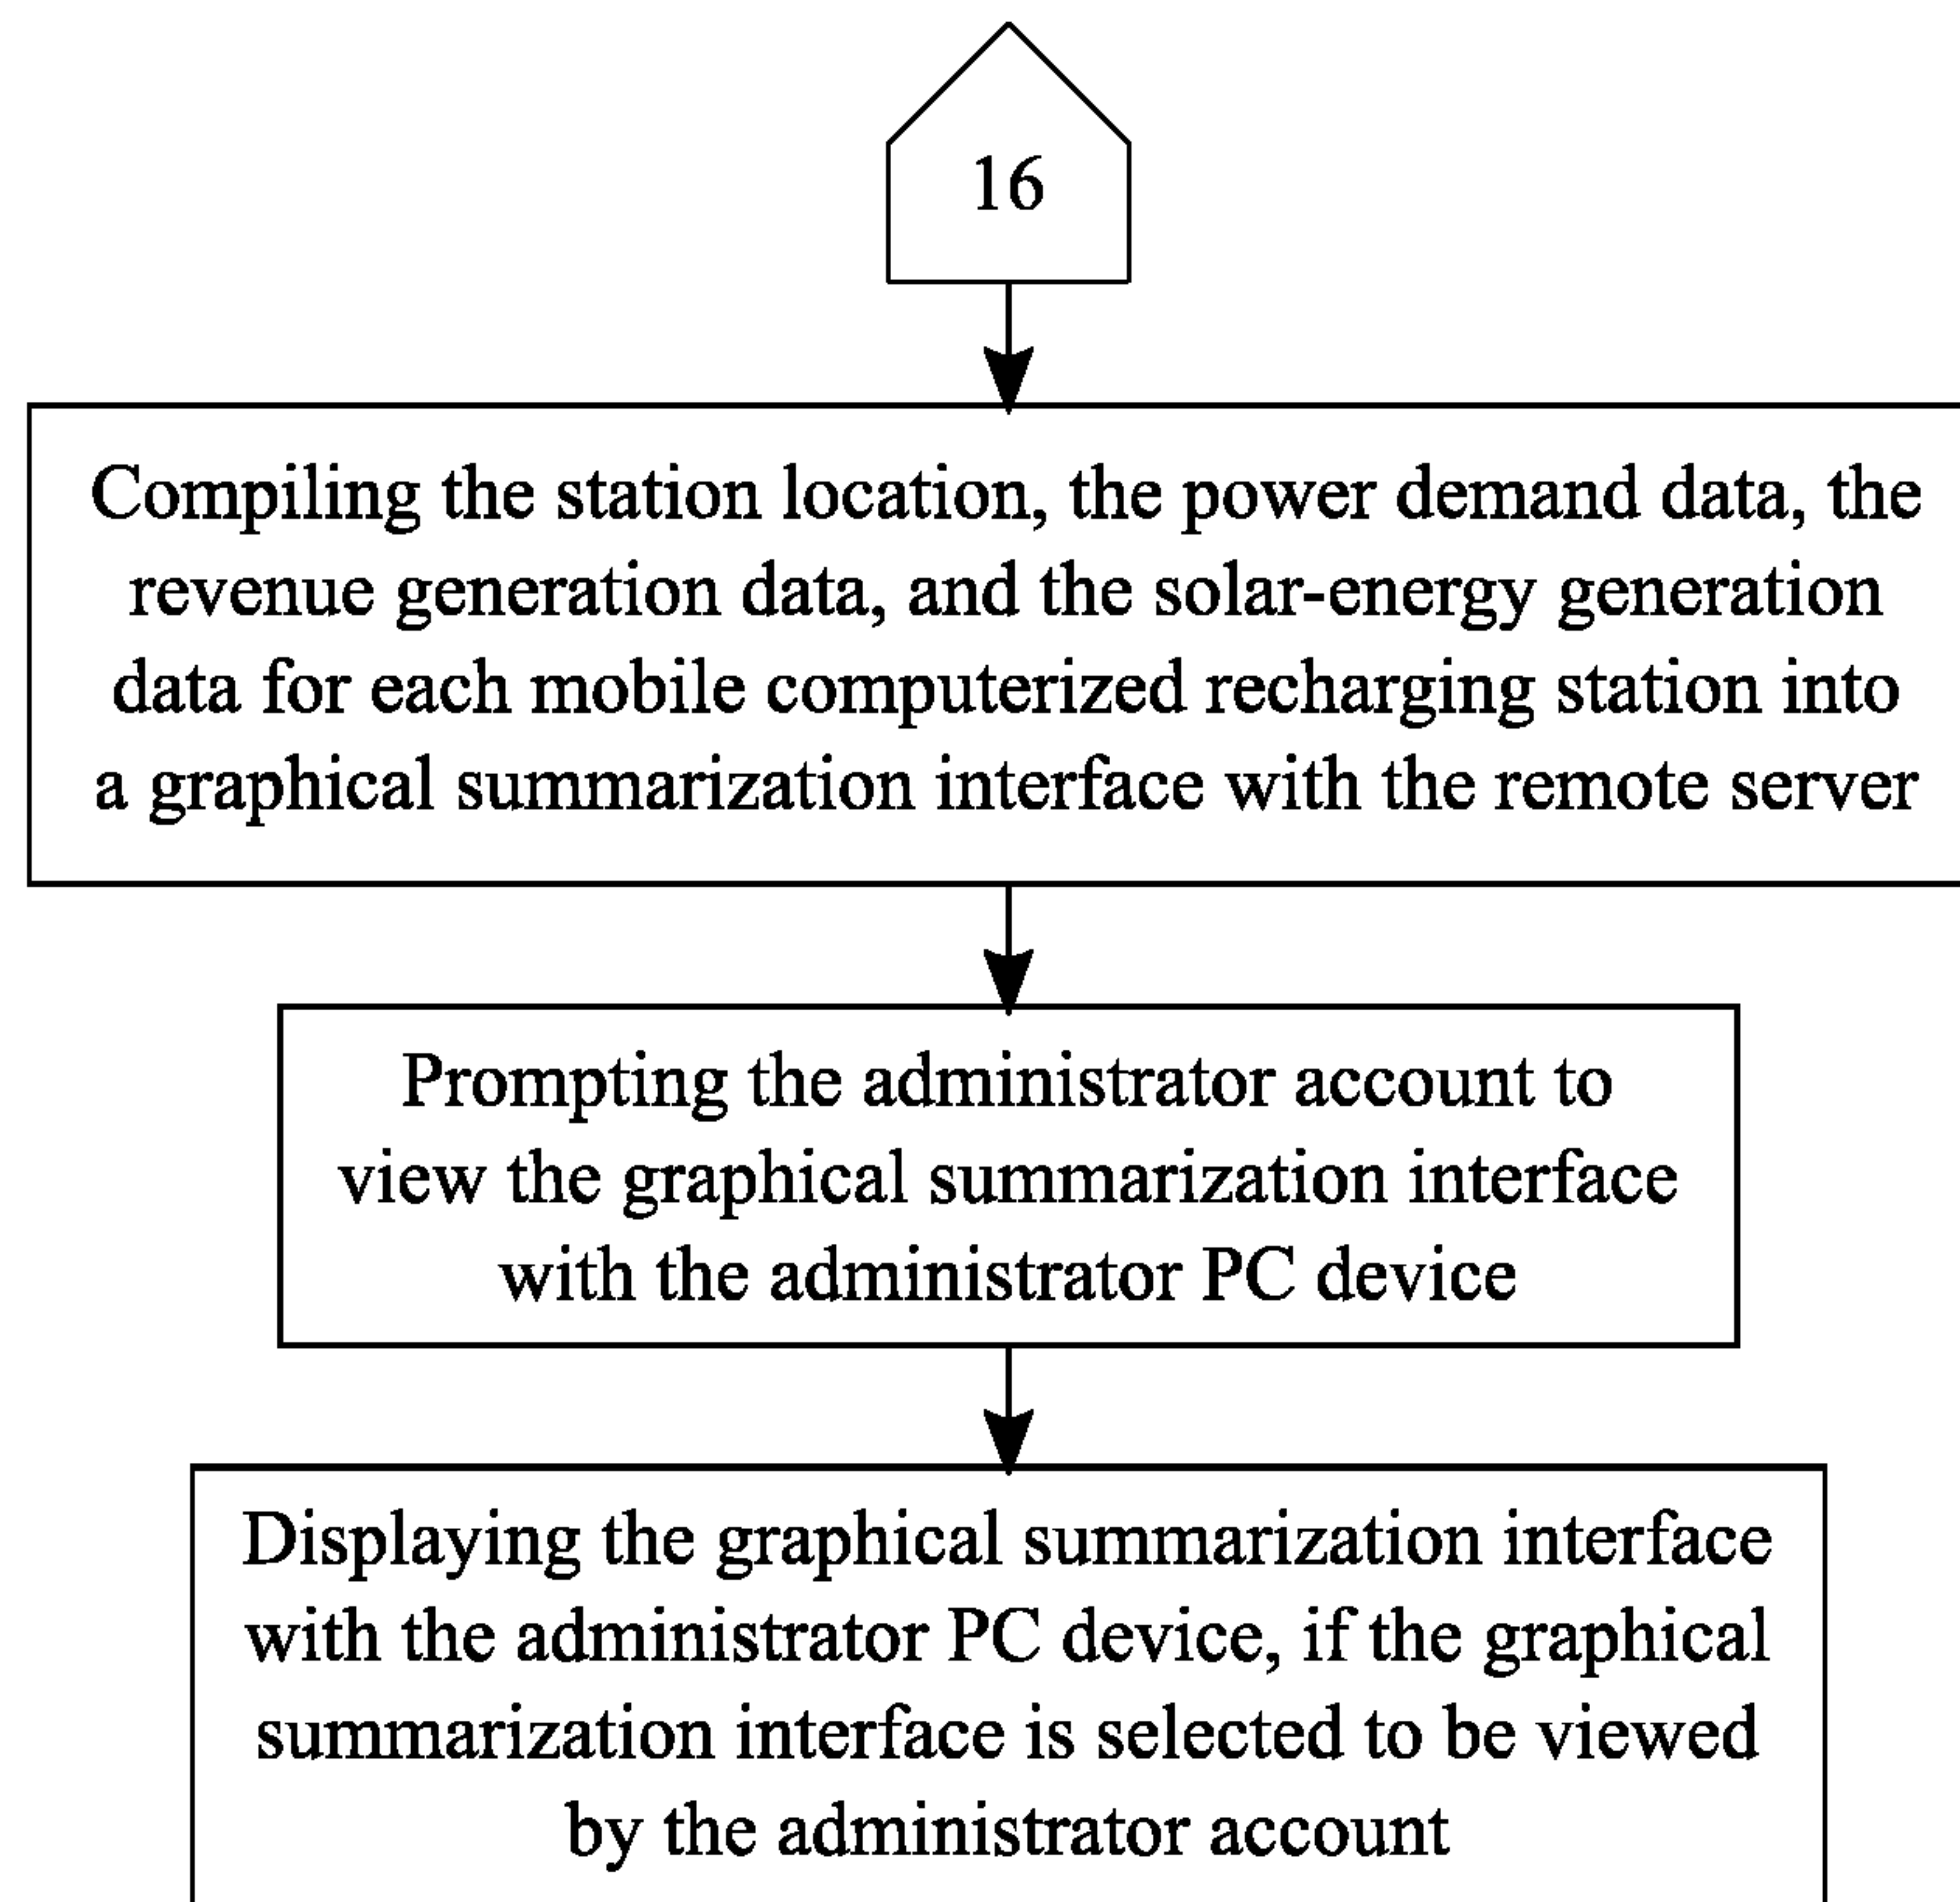 16
Compiling the station location, the power demand data, the
revenue generation data, and the solar-energy generation
data for each mobile computerized recharging station into
a graphical summarization interface with the remote server
Prompting the administrator account to
view the graphical summarization interface
with the administrator PC device
Displaying the graphical summarization interface
with the administrator PC device, if the graphical
summarization interface is selected to be viewed
by the administrator account